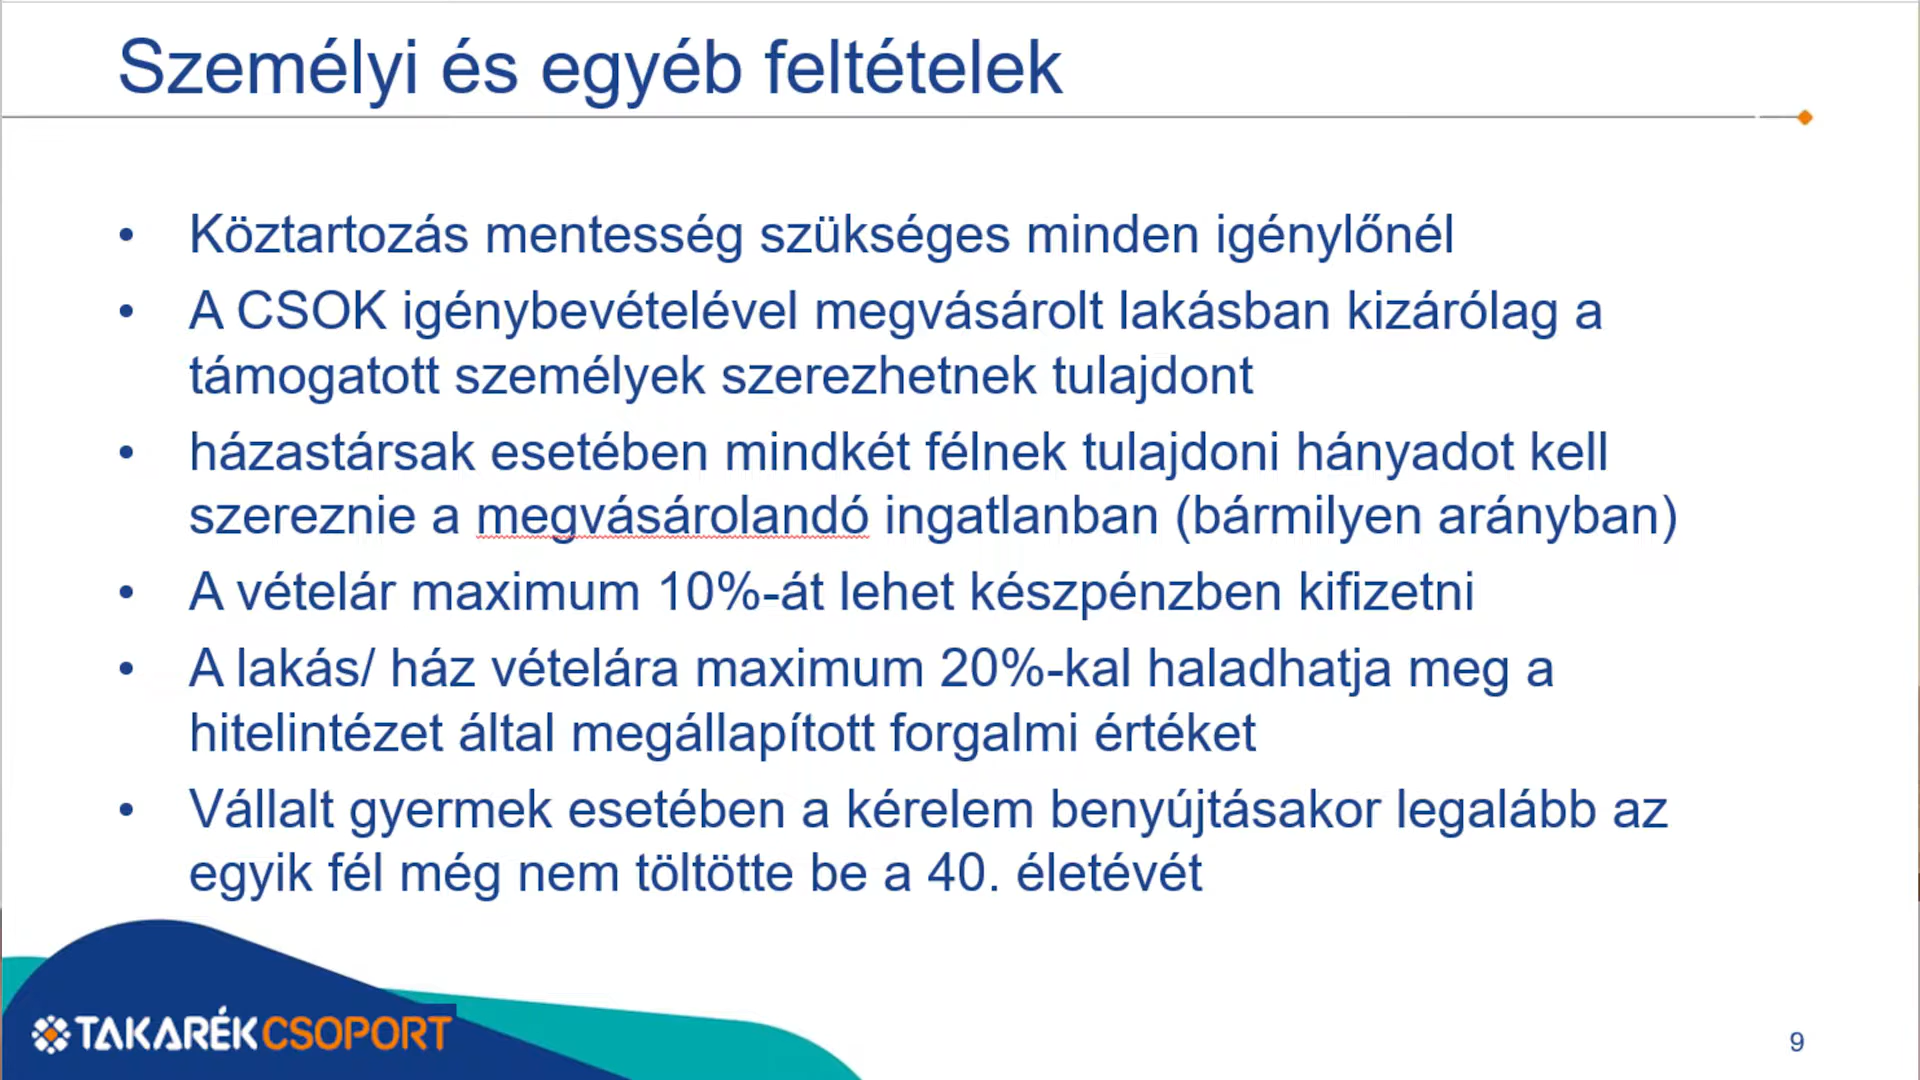 Személyi és egyéb feltételek
• Köztartozás mentesség szükséges minden igénylőnél
• A CSOK igénybevételével megvásárolt lakásban kizárólag a
támogatott személyek szerezhetnek tulajdont
• házastársak esetében mindkét félnek tulajdoni hányadot kell
szereznie a megvásárolandó ingatlanban (bármilyen arányban)
• A vételár maximum 10%-át lehet készpénzben kifizetni
• A lakás/ ház vételára maximum 20%-kal haladhatja meg a
hitelintézet által megállapított forgalmi értéket
• Vállalt gyermek esetében a kérelem benyújtásakor legalább az
egyik fél még nem töltötte be a 40. életévét
TAKARÉKCSOPORT
9